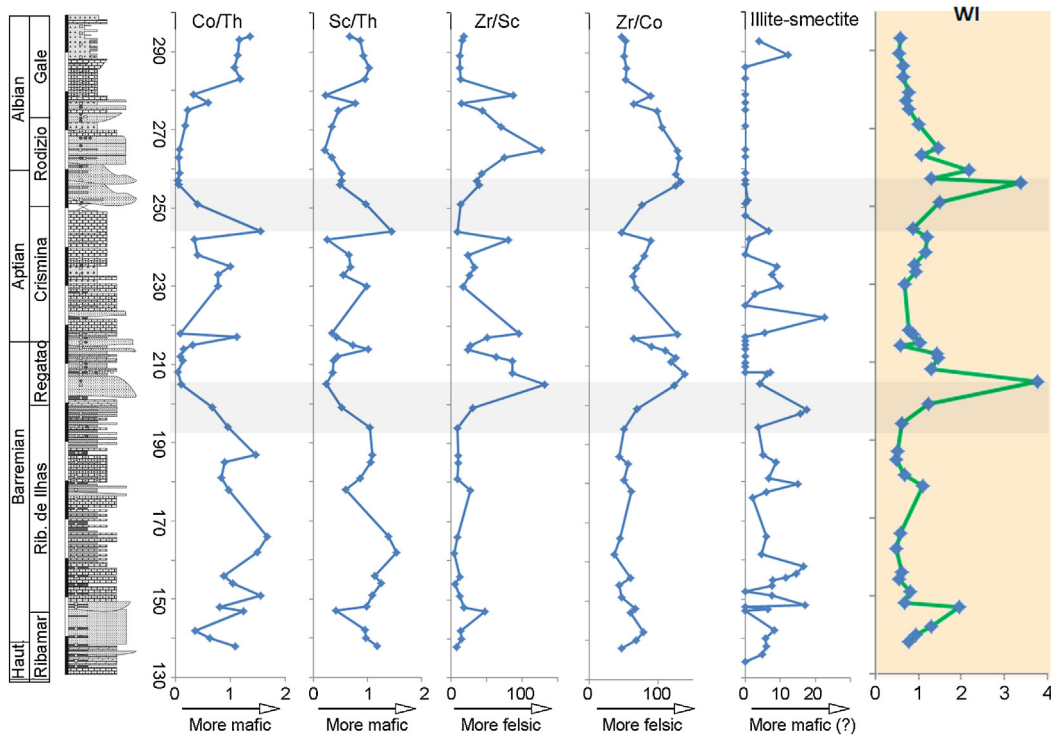 Co/Th Sc/Th Zr/Sc Zr/Co Illite-smectite WI
Albian
Aptian
Barremian
Haut.
Gale
Rodizio
Crismina
Regatao
Rib. de Ilhas
Ribamar
290
270
250
230
210
190
170
150
130
0 1 2 0 1 2 0 100 0 100 0 10 20 0 1 2 3 4
More mafic More mafic More felsic More felsic More mafic (?)